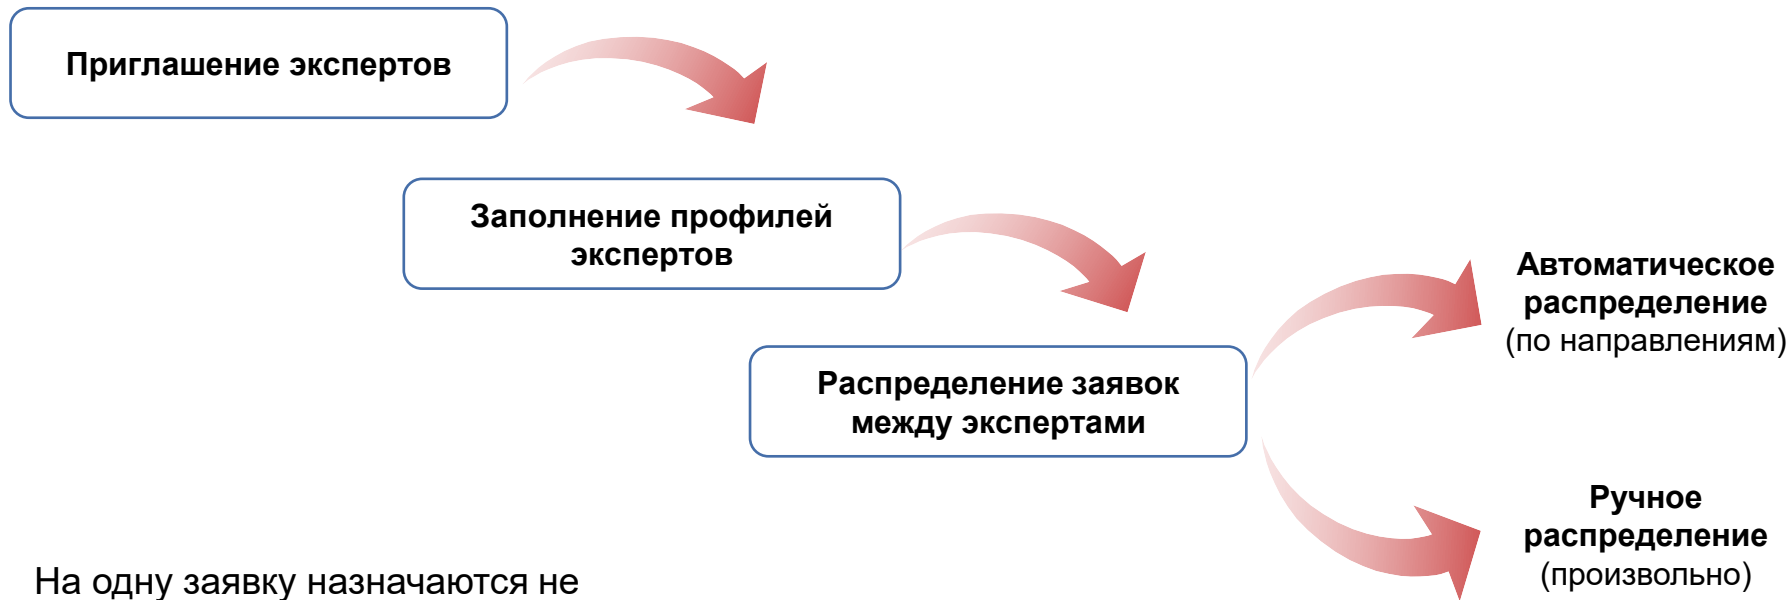 Приглашение экспертов
Заполнение профилей
экспертов
Распределение заявок
между экспертами
Автоматическое
распределение
(по направлениям)
Ручное
распределение
(произвольно)
На одну заявку назначаются не